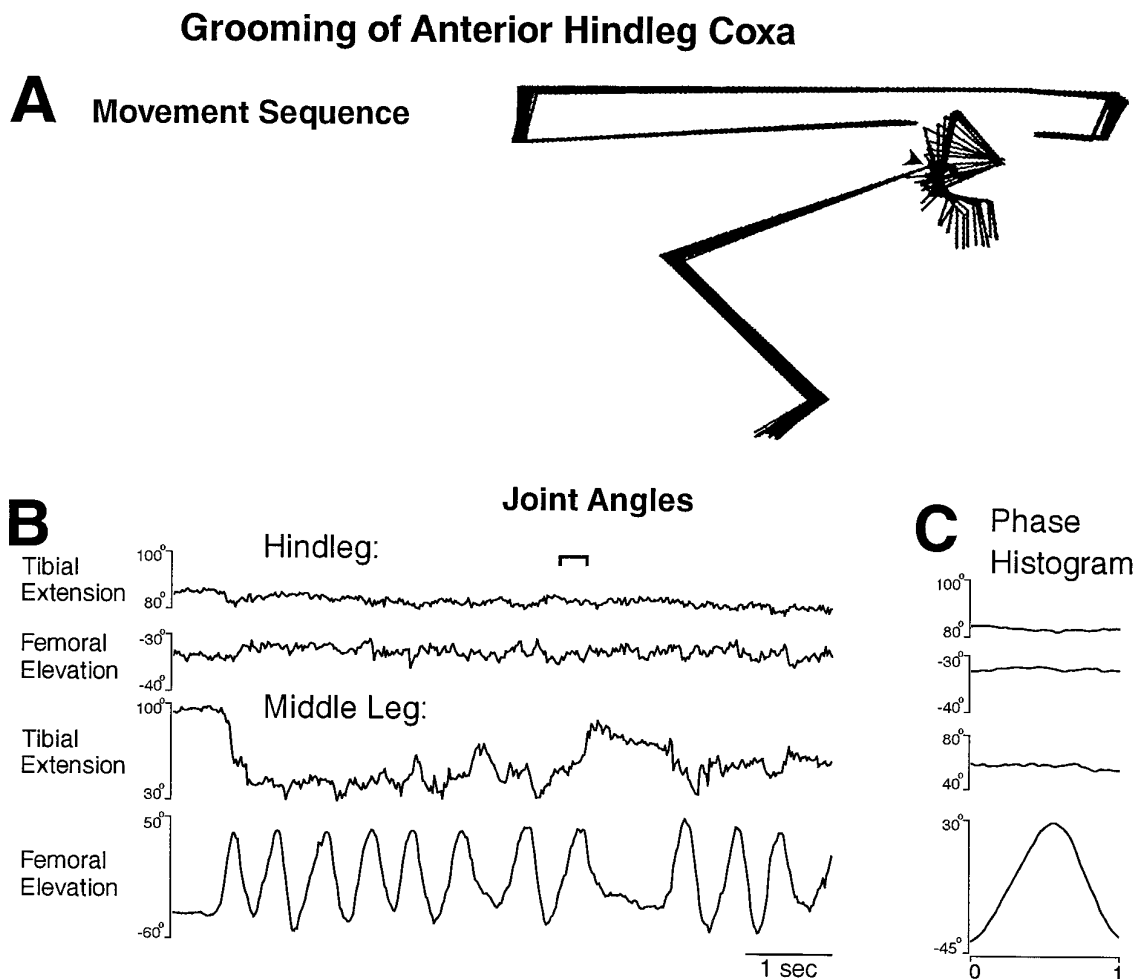 Grooming of Anterior Hindleg Coxa
A Movement Sequence
Joint Angles
B
Hindleg:
Tibial
Extension
100°
80°
Femoral
Elevation
-30°
-40°
Middle Leg:
Tibial
Extension
100°
30°
Femoral
Elevation
50°
-60°
1 sec
C Phase
Histogram
100°
80°
-30°
-40°
80°
40°
30°
-45°
0 1